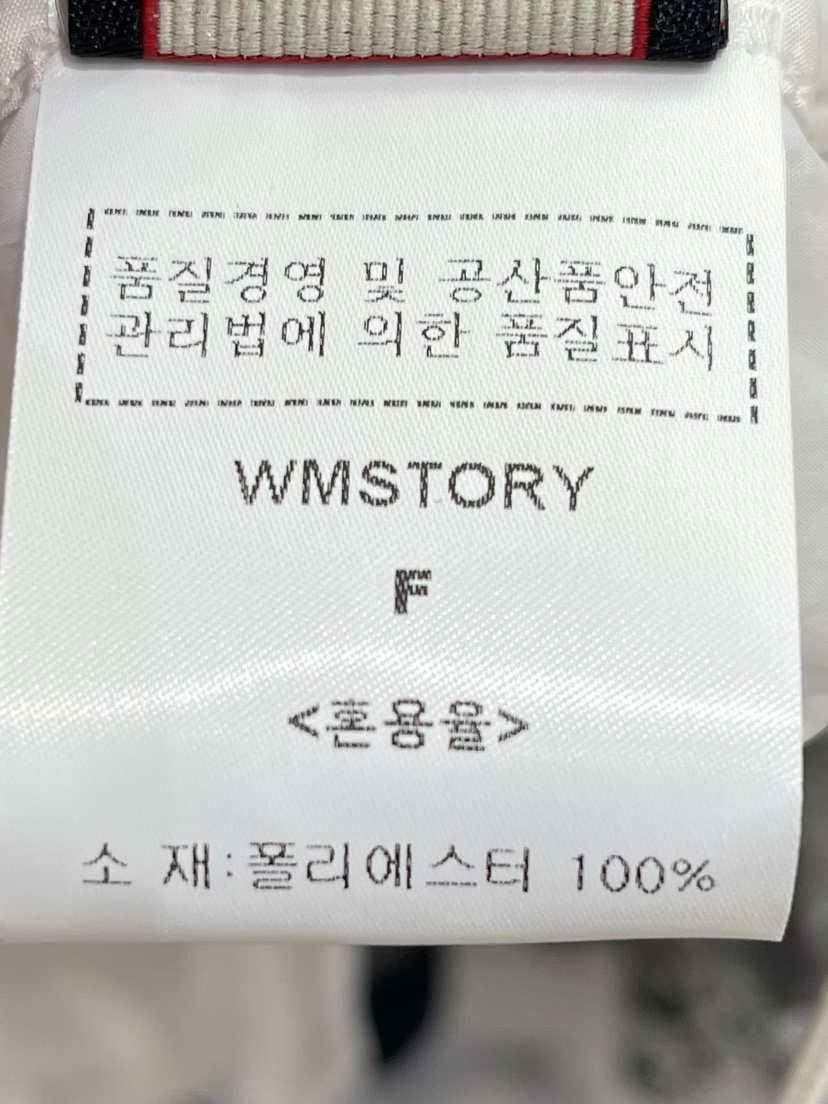 품질경영 및 공산품안전
관리법에 의한 품질표시
WMSTORY
F
<혼용율>
소 재:폴리에스터 100%